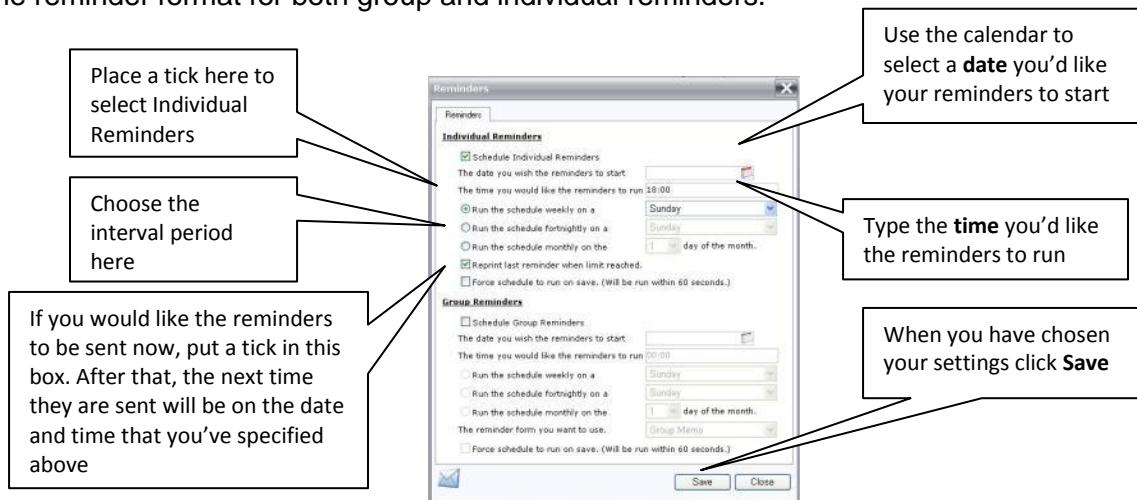 e reminder format for both group and individual reminders.
Place a tick here to
select Individual
Reminders
Choose the
interval period
here
If you would like the reminders
to be sent now, put a tick in this
box. After that, the next time
they are sent will be on the date
and time that you've specified
above
Reminders
Reminders
Individual Reminders
Schedule Individual Reminders
The date you wish the reminders to start
The time you would like the reminders to run 18:00
Run the schedule weekly on a Sunday
Run the schedule fortnightly on a Sunday
Run the schedule monthly on the 1 day of the month.
Reprint last reminder when limit reached.
Force schedule to run on save. (Will be run within 60 seconds.)
Group Reminders
Schedule Group Reminders
The date you wish the reminders to start
The time you would like the reminders to run 00:00
Run the schedule weekly on a Sunday
Run the schedule fortnightly on a Sunday
Run the schedule monthly on the 1 day of the month.
The reminder form you want to use. Group Memo
Force schedule to run on save. (Will be run within 60 seconds.)
Save Close
Use the calendar to
select a date you'd like
your reminders to start
Type the time you'd like
the reminders to run
When you have chosen
your settings click Save